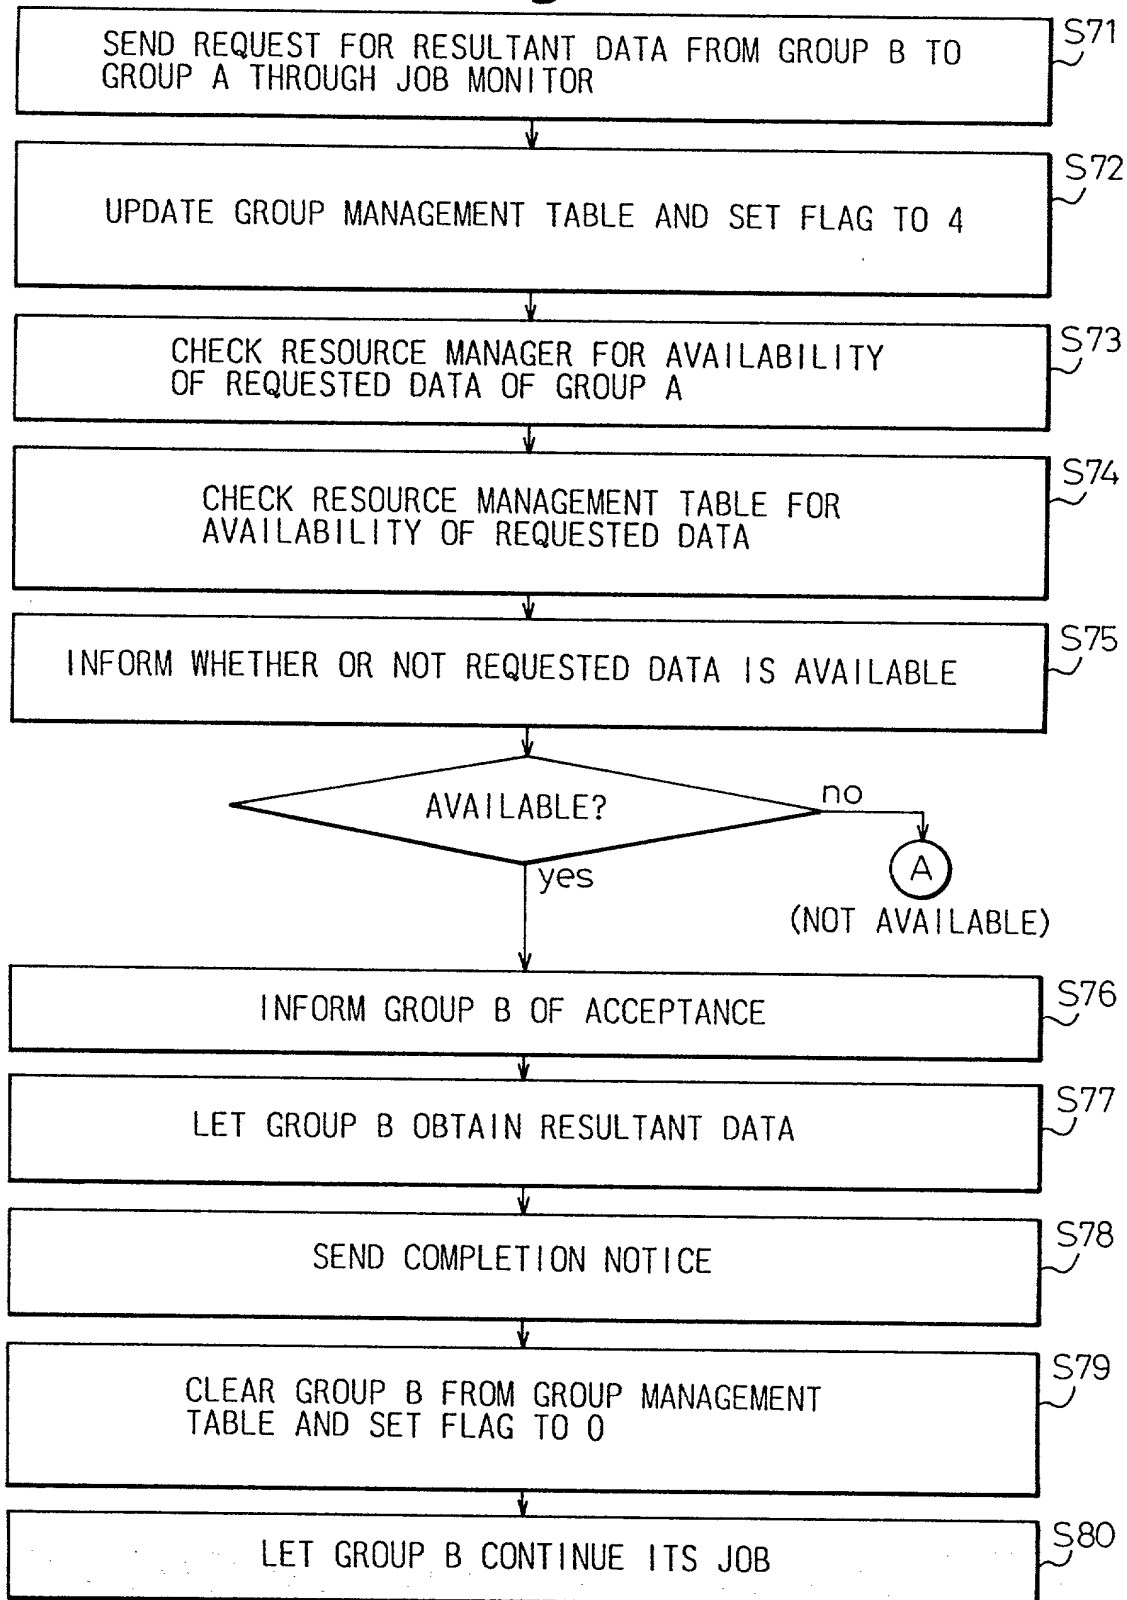 SEND REQUEST FOR RESULTANT DATA FROM GROUP B TO
GROUP A THROUGH JOB MONITOR
S71
UPDATE GROUP MANAGEMENT TABLE AND SET FLAG TO 4
S72
CHECK RESOURCE MANAGER FOR AVAILABILITY
OF REQUESTED DATA OF GROUP A
S73
CHECK RESOURCE MANAGEMENT TABLE FOR
AVAILABILITY OF REQUESTED DATA
S74
INFORM WHETHER OR NOT REQUESTED DATA IS AVAILABLE
S75
AVAILABLE?
no
A
(NOT AVAILABLE)
yes
INFORM GROUP B OF ACCEPTANCE
S76
LET GROUP B OBTAIN RESULTANT DATA
S77
SEND COMPLETION NOTICE
S78
CLEAR GROUP B FROM GROUP MANAGEMENT
TABLE AND SET FLAG TO 0
S79
LET GROUP B CONTINUE ITS JOB
S80